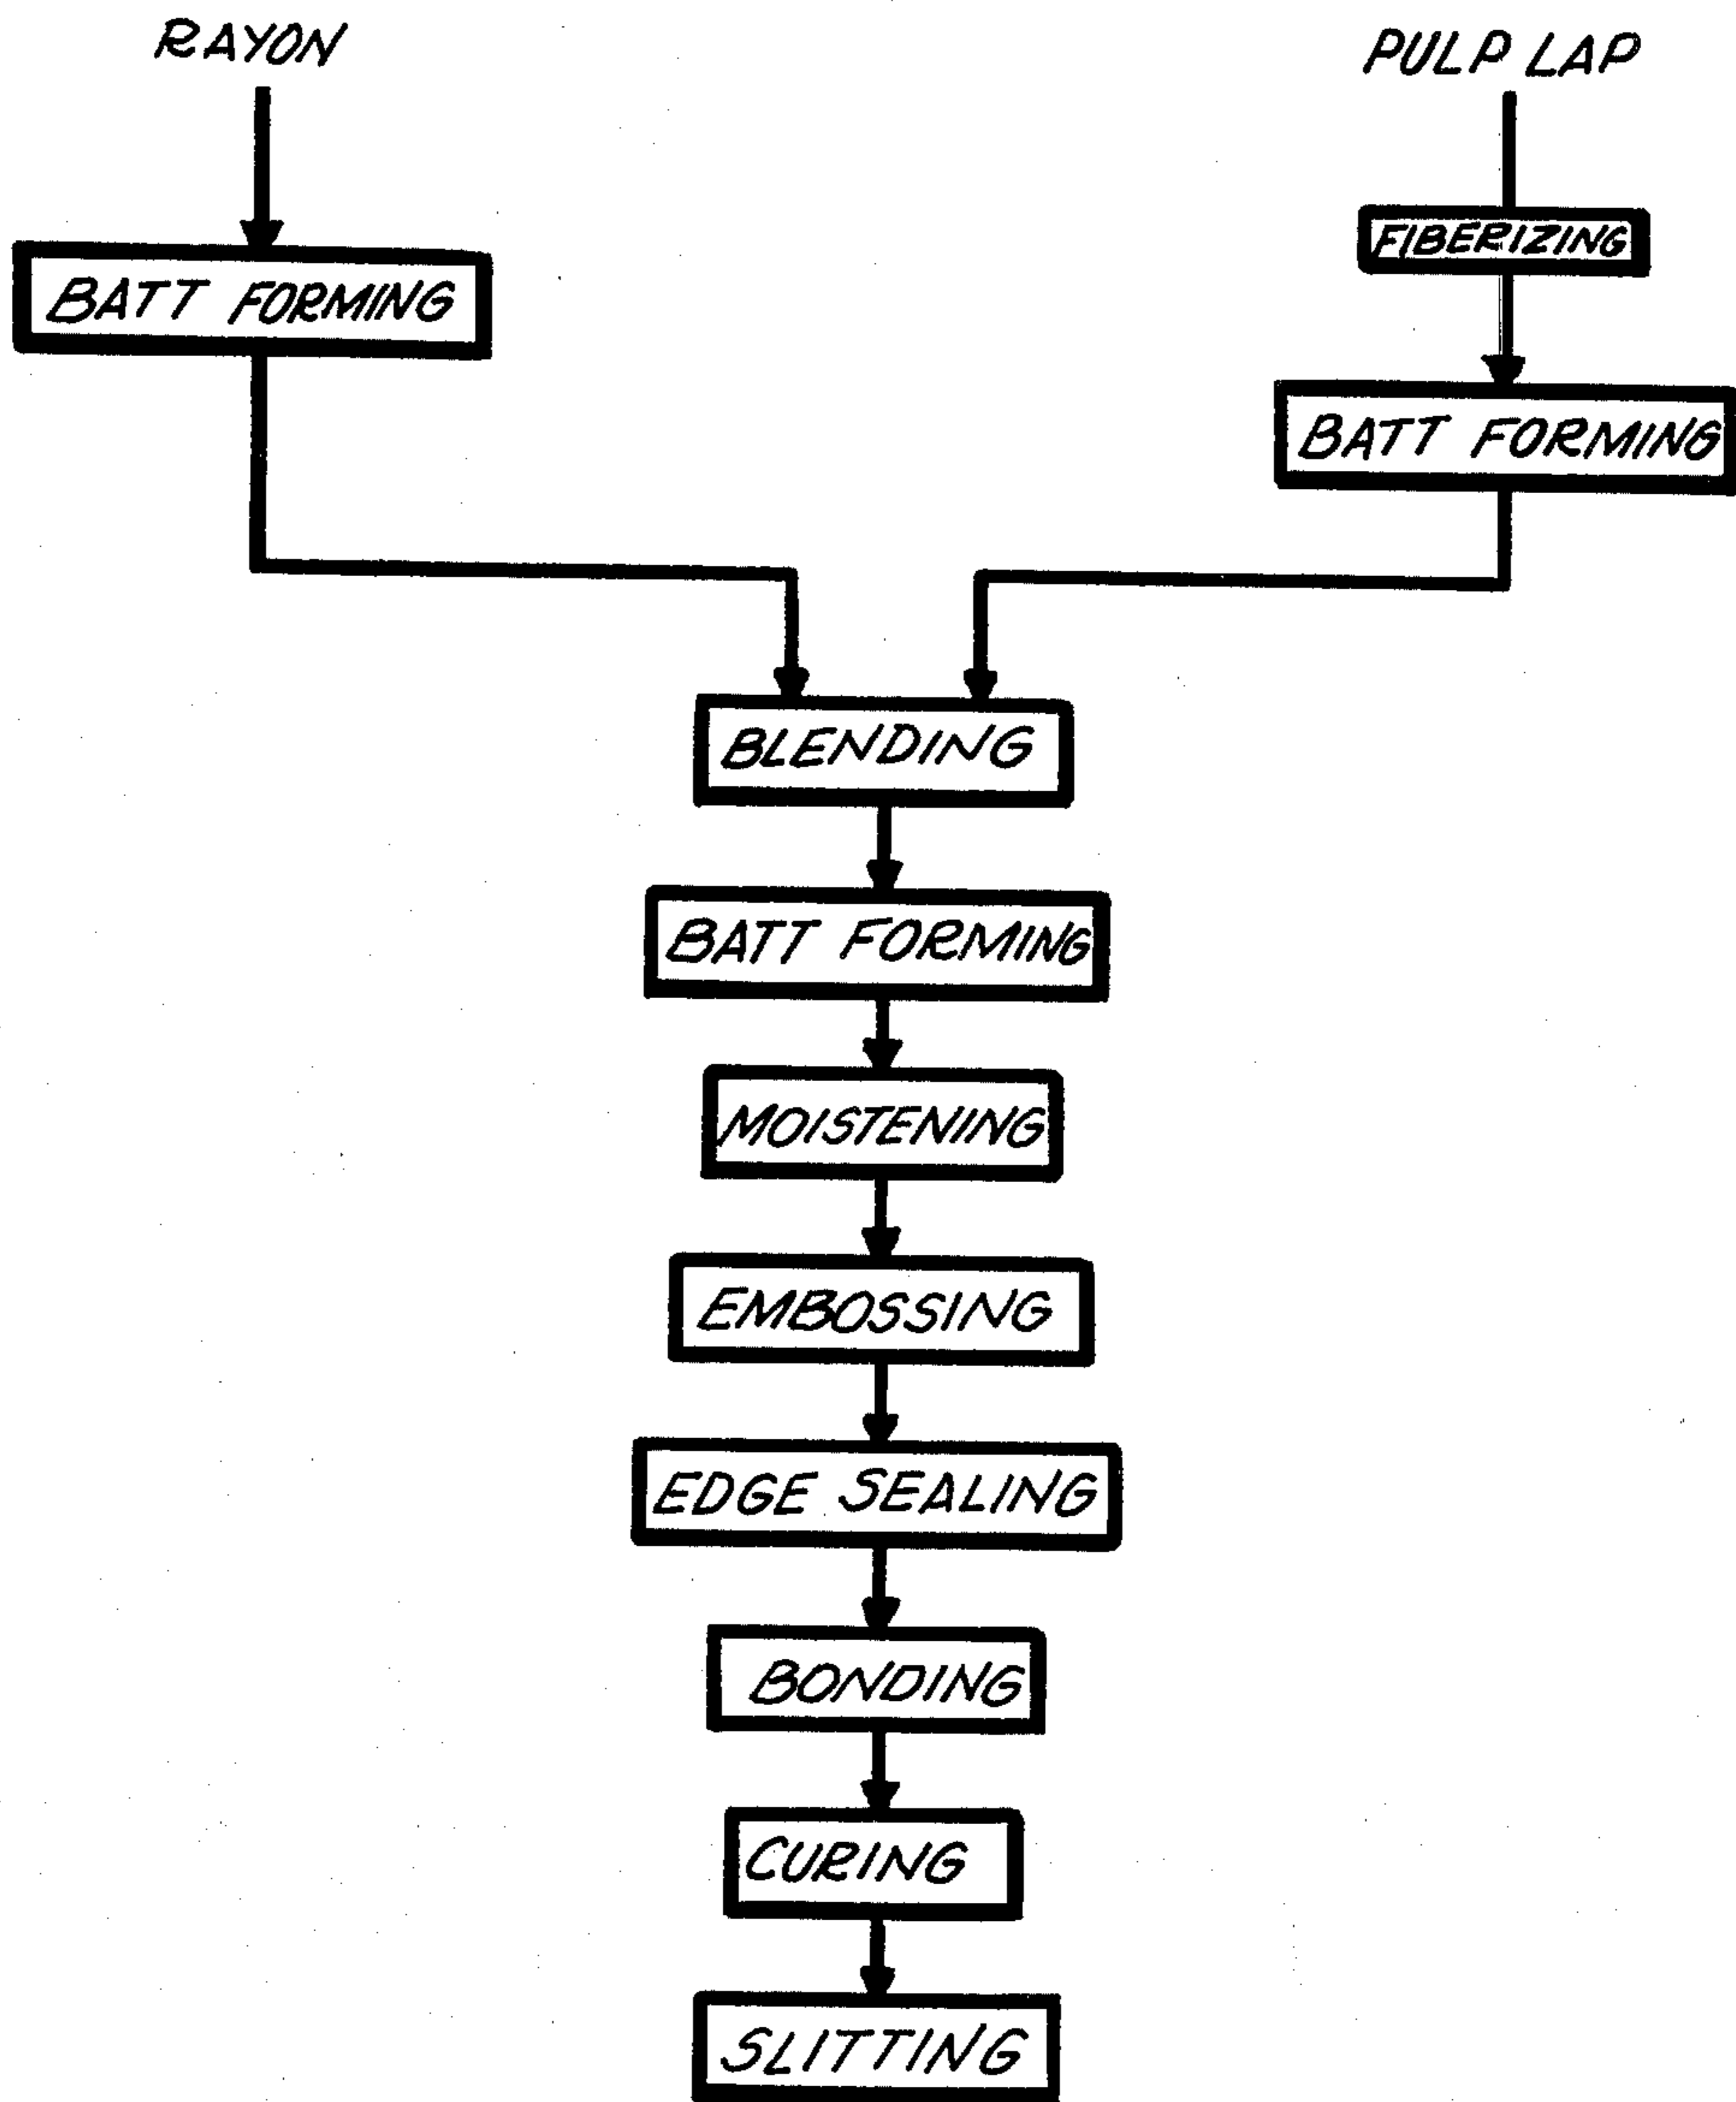 RAYON
PULP LAP
BATT FORMING
FIBERIZING
BATT FORMING
BLENDING
BATT FORMING
MOISTENING
EMBOSSING
EDGE SEALING
BONDING
CURING
SLITTING